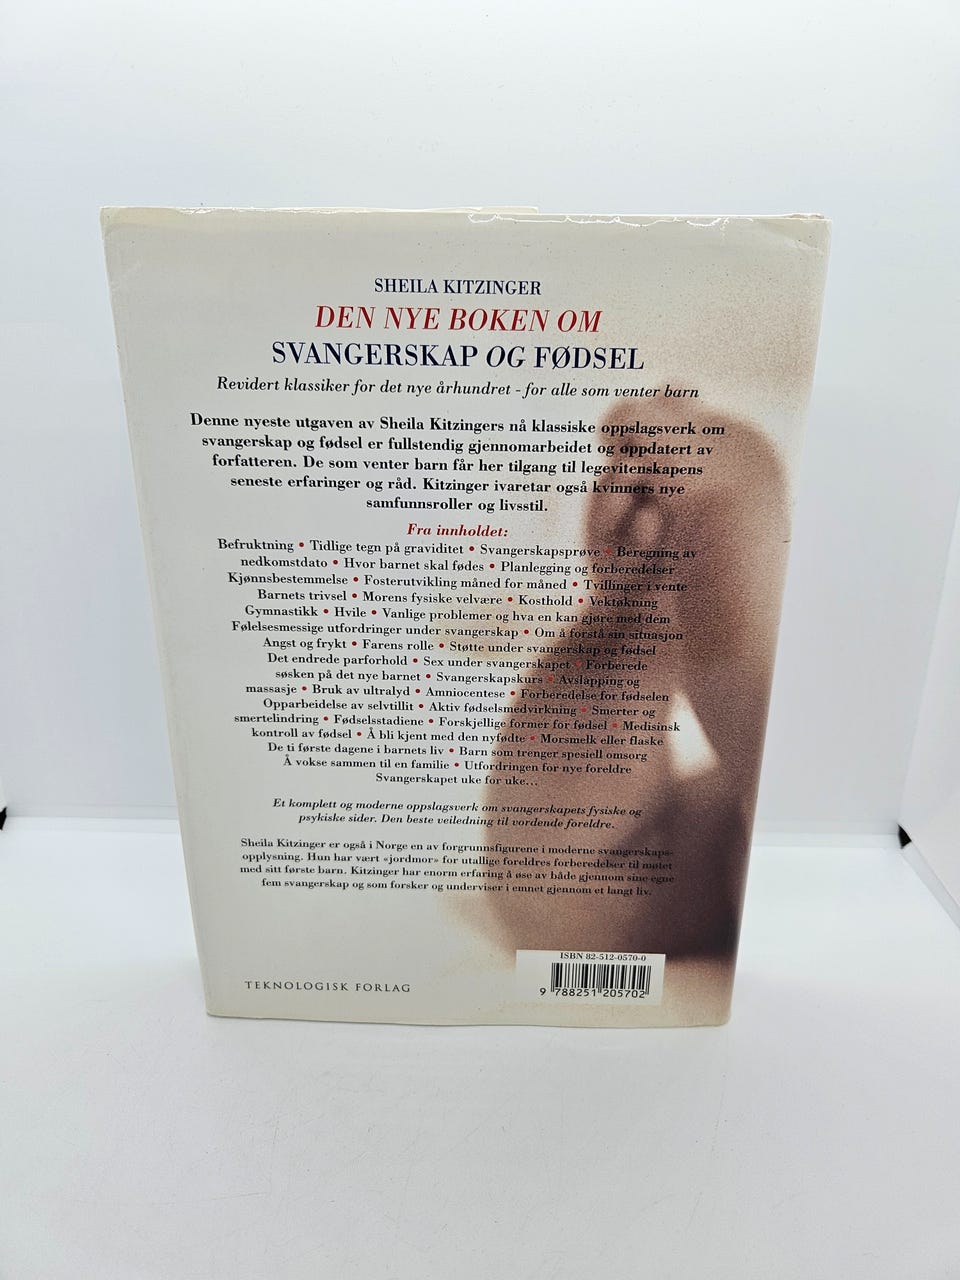 SHEILA KITZINGER
DEN NYE BOKEN OM
SVANGERSKAP OG FØDSEL
Revidert klassiker for det nye århundret - for alle som venter barn
Denne nyeste utgaven av Sheila Kitzingers nå klassiske oppslagsverk om
svangerskap og fødsel er fullstendig gjennomarbeidet og oppdatert av
forfatteren. De som venter barn får her tilgang til legevitenskapens
seneste erfaringer og råd. Kitzinger ivaretar også kvinners nye
samfunnsroller og livsstil.
Fra innholdet:
Befruktning • Tidlige tegn på graviditet • Svangerskapsprøve • Beregning av
nedkomstdato • Hvor barnet skal fødes • Planlegging og forberedelser
Kjønnsbestemmelse • Fosterutvikling måned for måned • Tvillinger i vente
Barnets trivsel • Morens fysiske velvære • Kosthold • Vektøkning
Gymnastikk • Hvile • Vanlige problemer og hva en kan gjøre med dem
Følelsesmessige utfordringer under svangerskap • Om å forstå sin situasjon
Angst og frykt • Farens rolle • Støtte under svangerskap og fødsel
Det endrede parforhold • Sex under svangerskapet • Forberede
søsken på det nye barnet • Svangerskapskurs • Avslapping og
massasje • Bruk av ultralyd • Amniocentese • Forberedelse for fødselen
Opparbeidelse av selvtillit • Aktiv fødselsmedvirkning • Smerter og
smertelindring • Fødselsstadiene • Forskjellige former for fødsel • Medisinsk
kontroll av fødsel • Å bli kjent med den nyfødte • Morsmelk eller flaske
De ti første dagene i barnets liv • Barn som trenger spesiell omsorg
Å vokse sammen til en familie • Utfordringen for nye foreldre
Svangerskapet uke for uke...
Et komplett og moderne oppslagsverk om svangerskapets fysiske og
psykiske sider. Den beste veiledning til vordende foreldre.
Sheila Kitzinger er også i Norge en av forgrunnsfigurene i moderne svangerskaps-
opplysning. Hun har vært «jordmor» for utallige foreldres forberedelser til møtet
med sitt første barn. Kitzinger har enorm erfaring å øse av både gjennom sine egne
fem svangerskap og som forsker og underviser i emnet gjennom et langt liv.
ISBN 82-512-0570-0
9 788251 205702
TEKNOLOGISK FORLAG